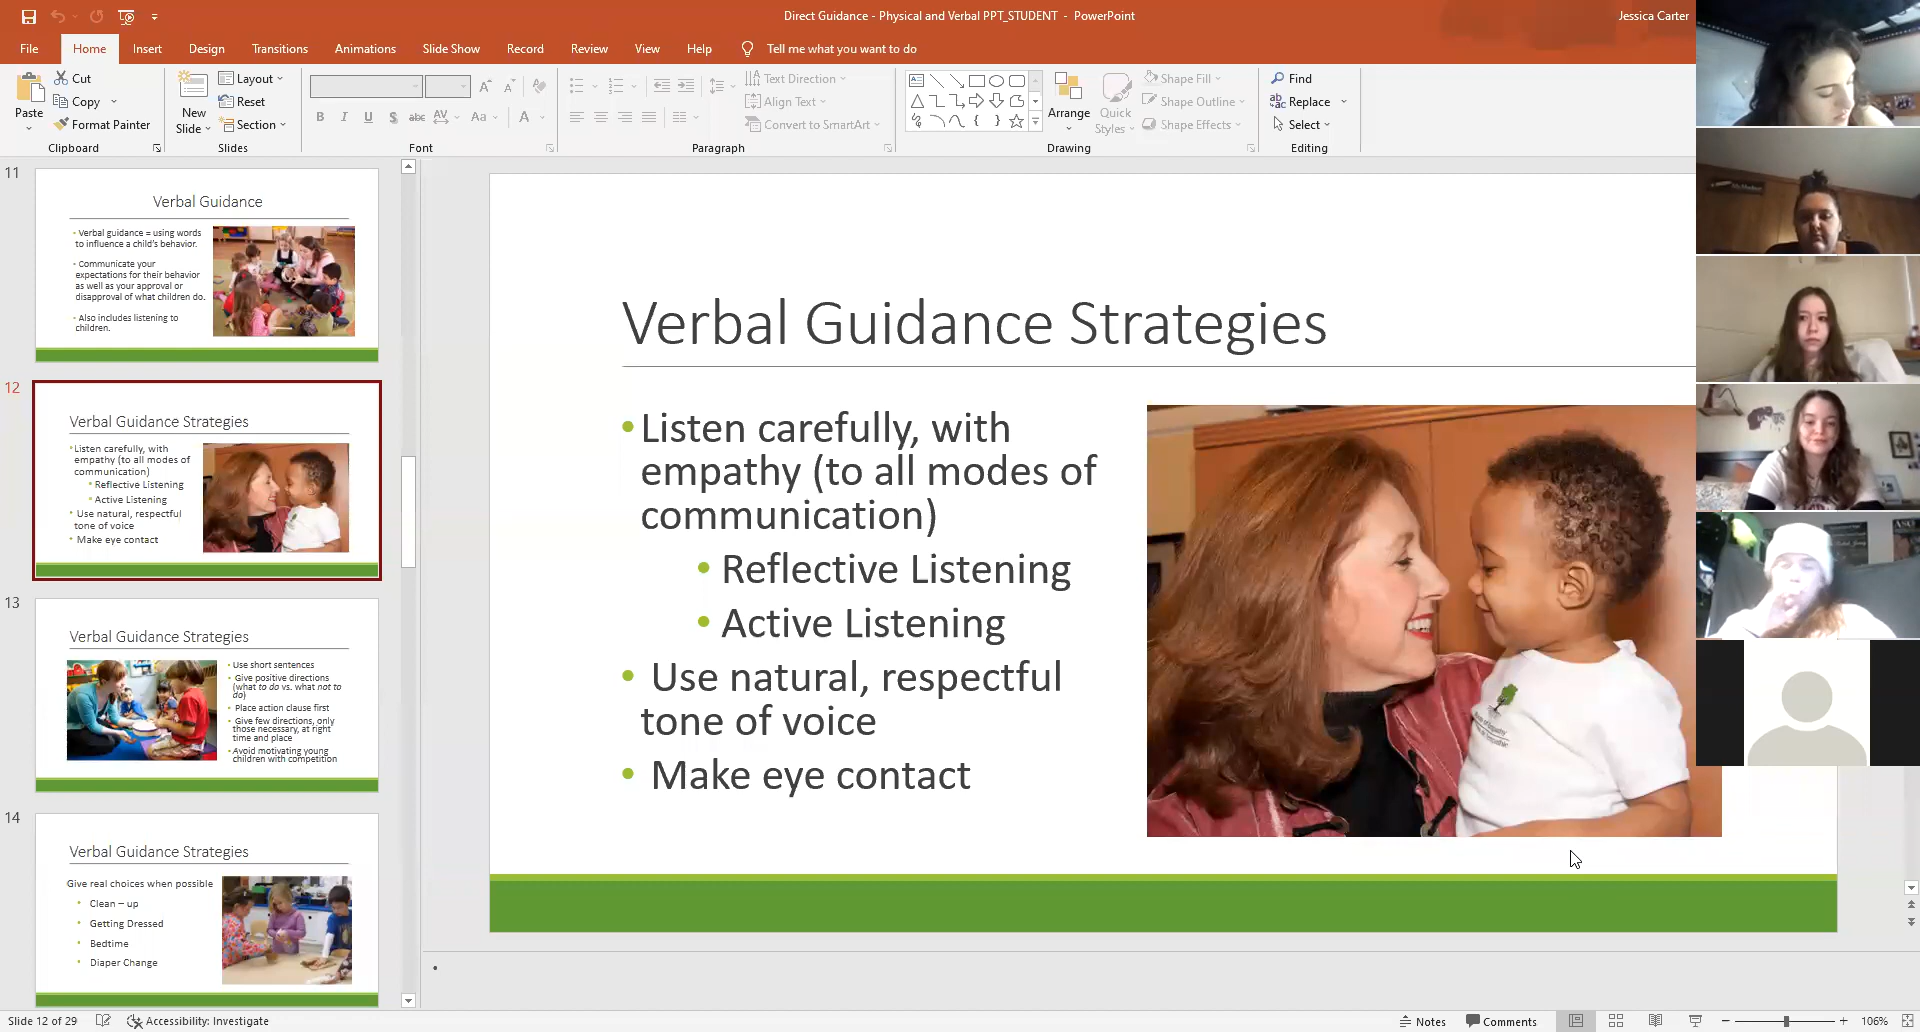 Direct Guidance - Physical and Verbal PPT_STUDENT - PowerPoint
Jessica Carter
File Home Insert Design Transitions Animations Slide Show Record Review View Help Tell me what you want to do
Paste
Cut
Copy
Format Painter
Clipboard
New
Slide
Layout
Reset
Section
Slides
B I U S abc AV Aa A
Font
Text Direction
Align Text
Convert to SmartArt
Paragraph
Arrange
Quick
Styles
Shape Fill
Shape Outline
Shape Effects
Drawing
Find
Replace
Select
Editing
11
Verbal Guidance
• Verbal guidance = using words
to influence a child's behavior.
• Communicate your
expectations for their behavior
as well as your approval or
disapproval of what children do.
• Also includes listening to
children.
12
Verbal Guidance Strategies
• Listen carefully, with
empathy (to all modes of
communication)
• Reflective Listening
• Active Listening
• Use natural, respectful
tone of voice
• Make eye contact
13
Verbal Guidance Strategies
• Use short sentences
• Give positive directions
(what to do vs. what not to
do)
• Place action clause first
• Give few directions, only
those necessary, at right
time and place
• Avoid motivating young
children with competition
14
Verbal Guidance Strategies
Give real choices when possible
• Clean – up
• Getting Dressed
• Bedtime
• Diaper Change
Verbal Guidance Strategies
• Listen carefully, with
empathy (to all modes of
communication)
• Reflective Listening
• Active Listening
• Use natural, respectful
tone of voice
• Make eye contact
•
Slide 12 of 29
Accessibility: Investigate
Notes
Comments
106%